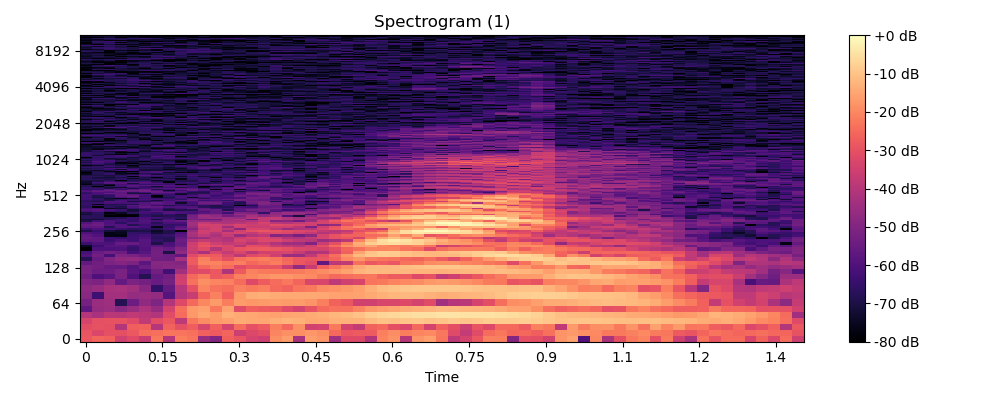 Spectrogram (1)
8192
4096
2048
1024
512
256
128
64
0
Hz
0 0.15 0.3 0.45 0.6 0.75 0.9 1.1 1.2 1.4
Time
+0 dB
-10 dB
-20 dB
-30 dB
-40 dB
-50 dB
-60 dB
-70 dB
-80 dB